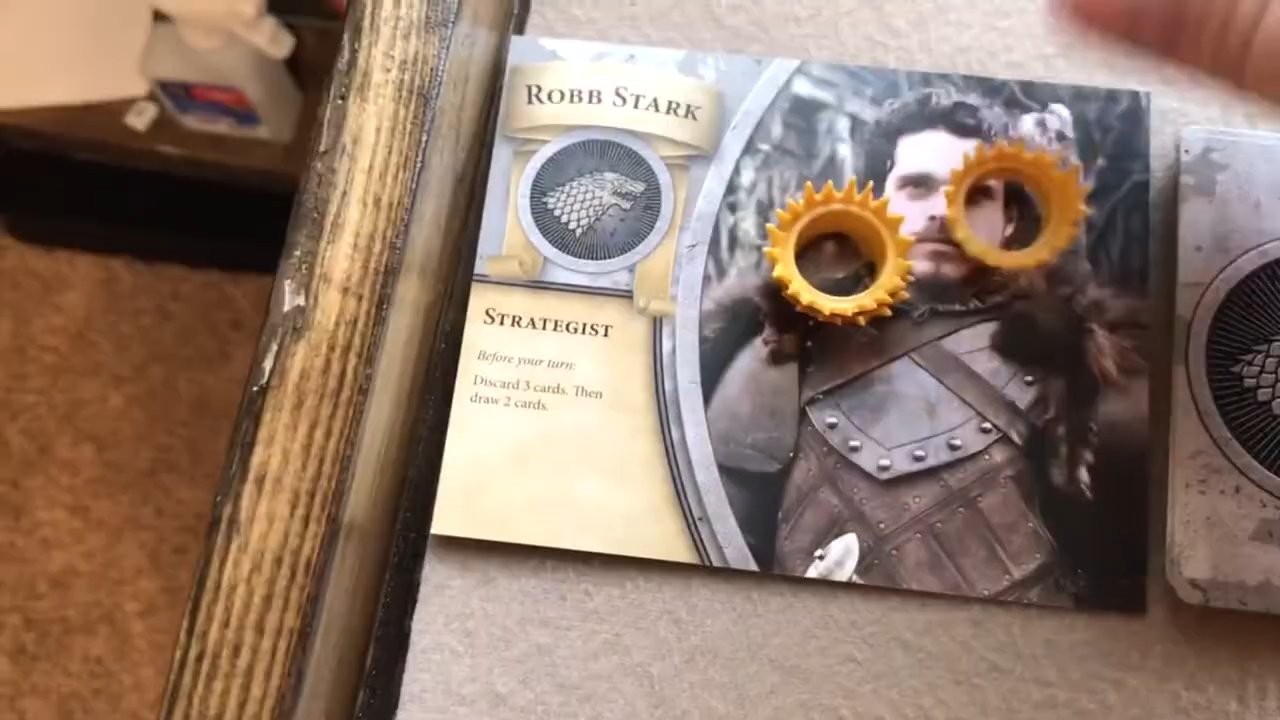 ROBB STARK
STRATEGIST
Before your turn:
Discard 3 cards. Then
draw 2 cards.